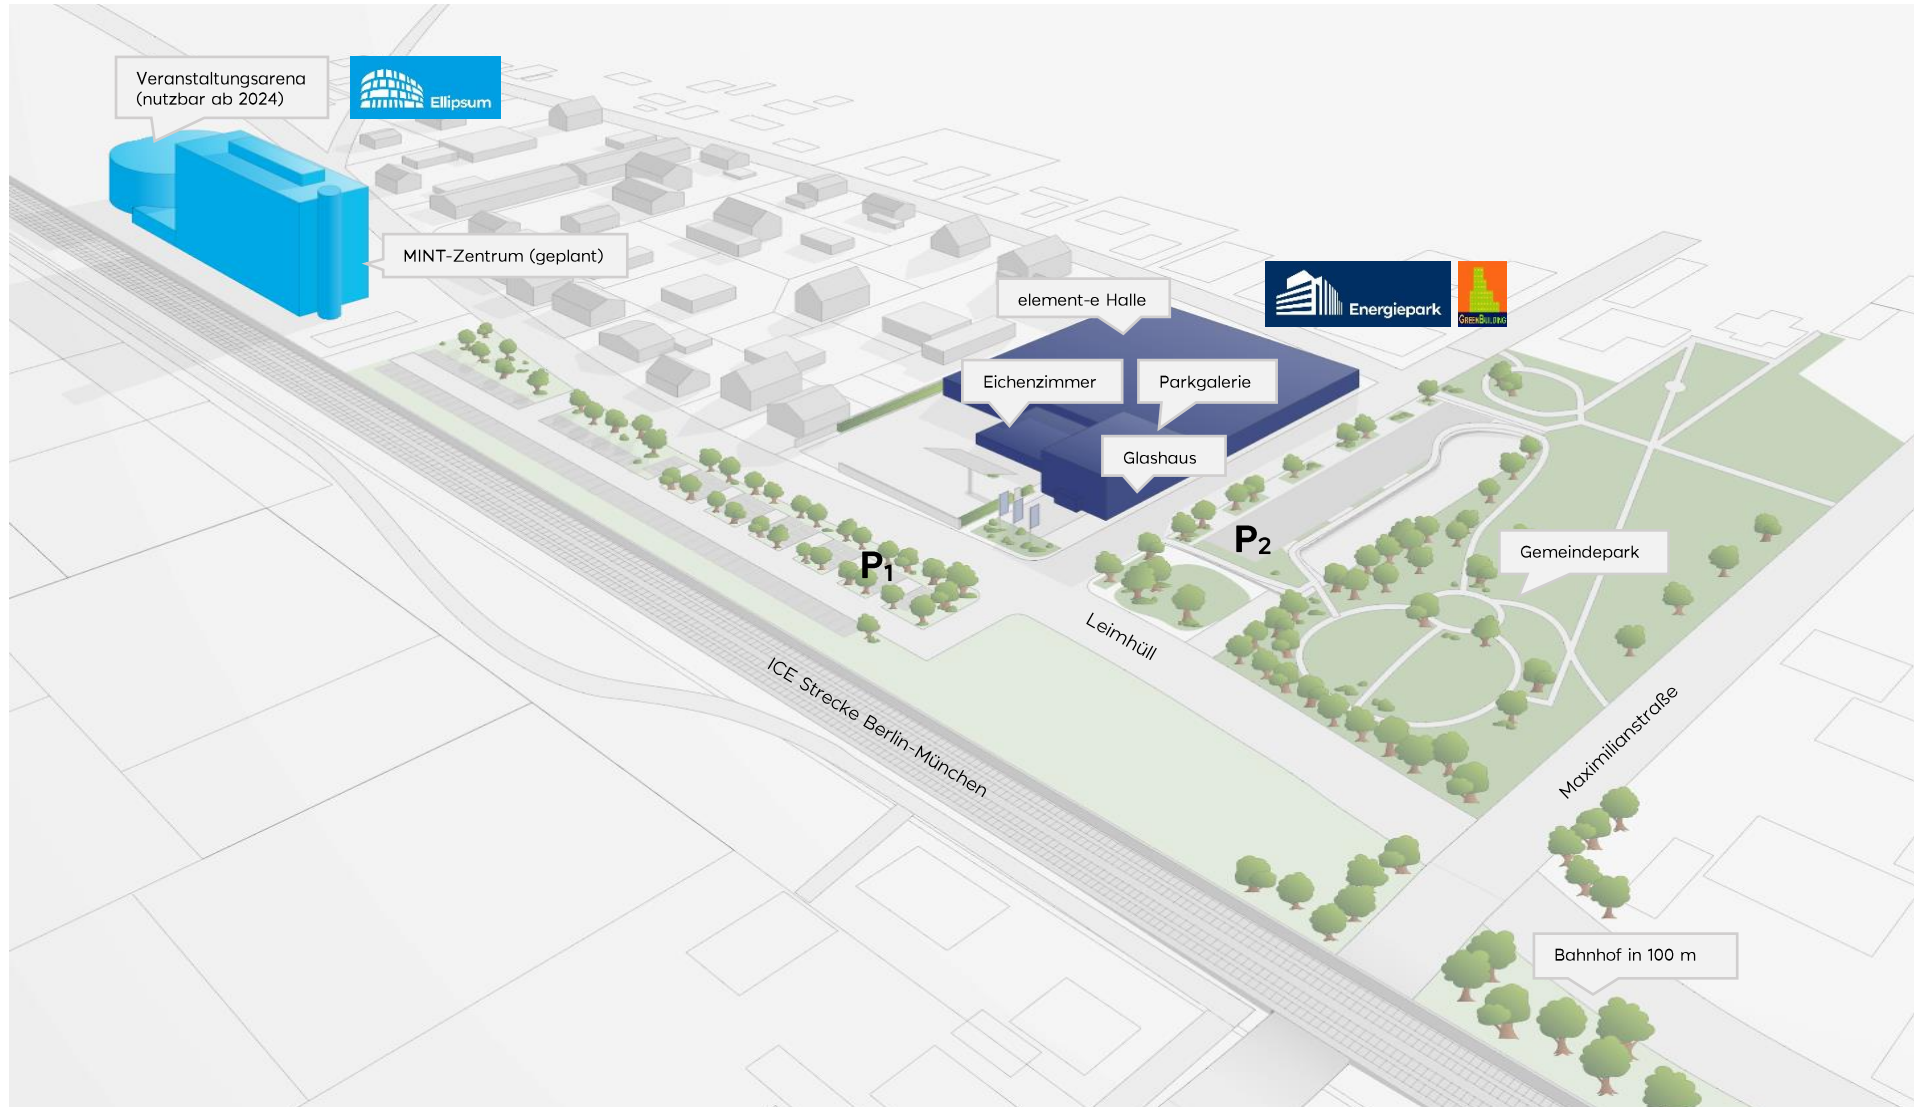 Veranstaltungsarena
(nutzbar ab 2024)
Ellipsum
MINT-Zentrum (geplant)
element-e Halle
Energiepark
GREENBUILDING
Eichenzimmer
Parkgalerie
Glashaus
P1
P2
Gemeindepark
Leimhüll
ICE Strecke Berlin-München
Maximilianstraße
Bahnhof in 100 m